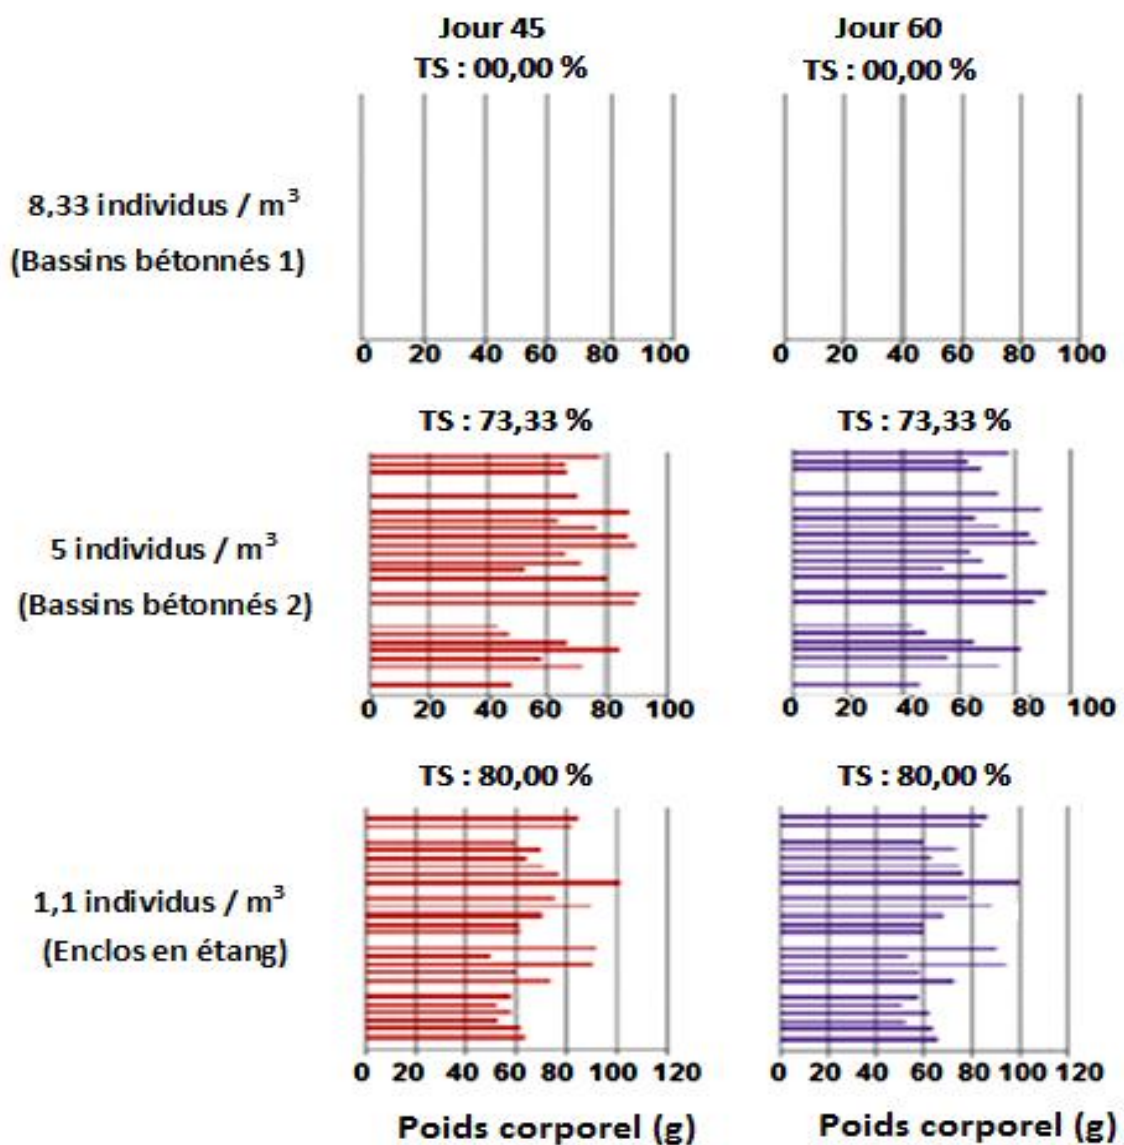 Jour 45
TS : 00,00 %
Jour 60
TS : 00,00 %
8,33 individus / m³
(Bassins bétonnés 1)
0 20 40 60 80 100
0 20 40 60 80 100
TS : 73,33 %
TS : 73,33 %
5 individus / m³
(Bassins bétonnés 2)
0 20 40 60 80 100
0 20 40 60 80 100
TS : 80,00 %
TS : 80,00 %
1,1 individus / m³
(Enclos en étang)
0 20 40 60 80 100 120
0 20 40 60 80 100 120
Poids corporel (g)
Poids corporel (g)